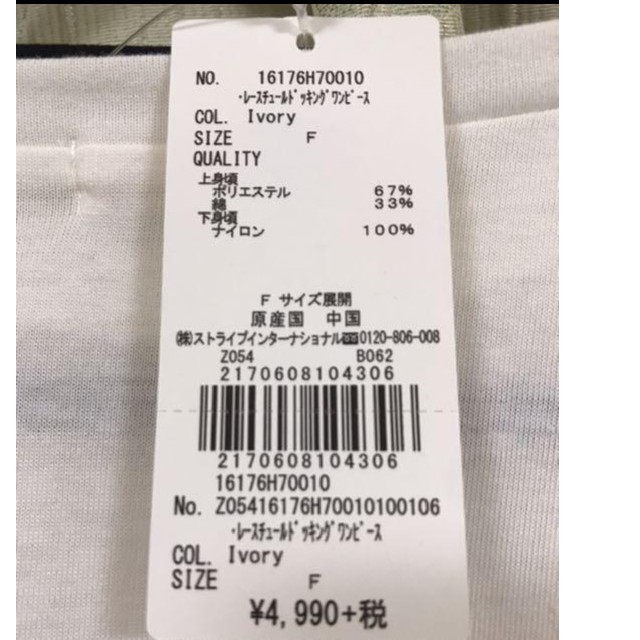 NO. 16176H70010
･ﾚｰｽﾁｭｰﾙﾄﾞｯｷﾝｸﾞﾜﾝﾋﾟｰｽ
COL. Ivory
SIZE F
QUALITY
上身頃
ポリエステル 67%
綿 33%
下身頃
ナイロン 100%
F サイズ展開
原産国 中国
㈱ストライプインターナショナル 0120-806-008
Z054 B062
2170608104306
2170608104306
16176H70010
No. Z05416176H70010100106
･ﾚｰｽﾁｭｰﾙﾄﾞｯｷﾝｸﾞﾜﾝﾋﾟｰｽ
COL. Ivory
SIZE F
¥4,990+税